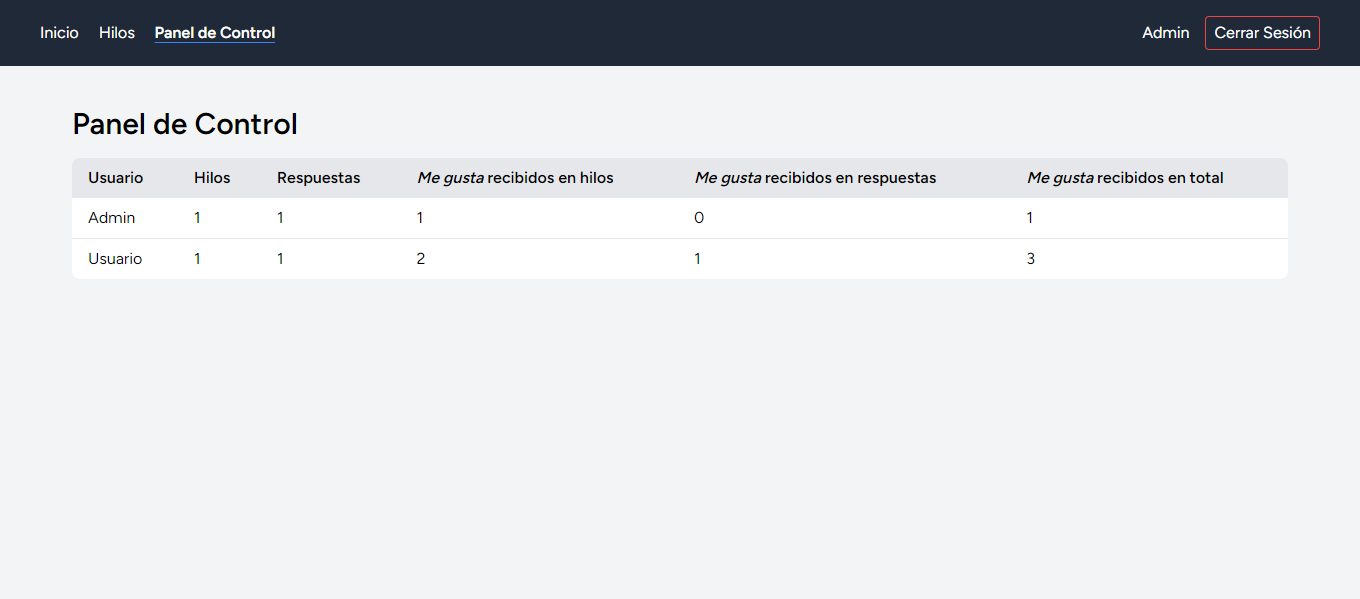 Inicio Hilos Panel de Control Admin Cerrar Sesión
Panel de Control
Usuario Hilos Respuestas Me gusta recibidos en hilos Me gusta recibidos en respuestas Me gusta recibidos en total
Admin 1 1 1 0 1
Usuario 1 1 2 1 3